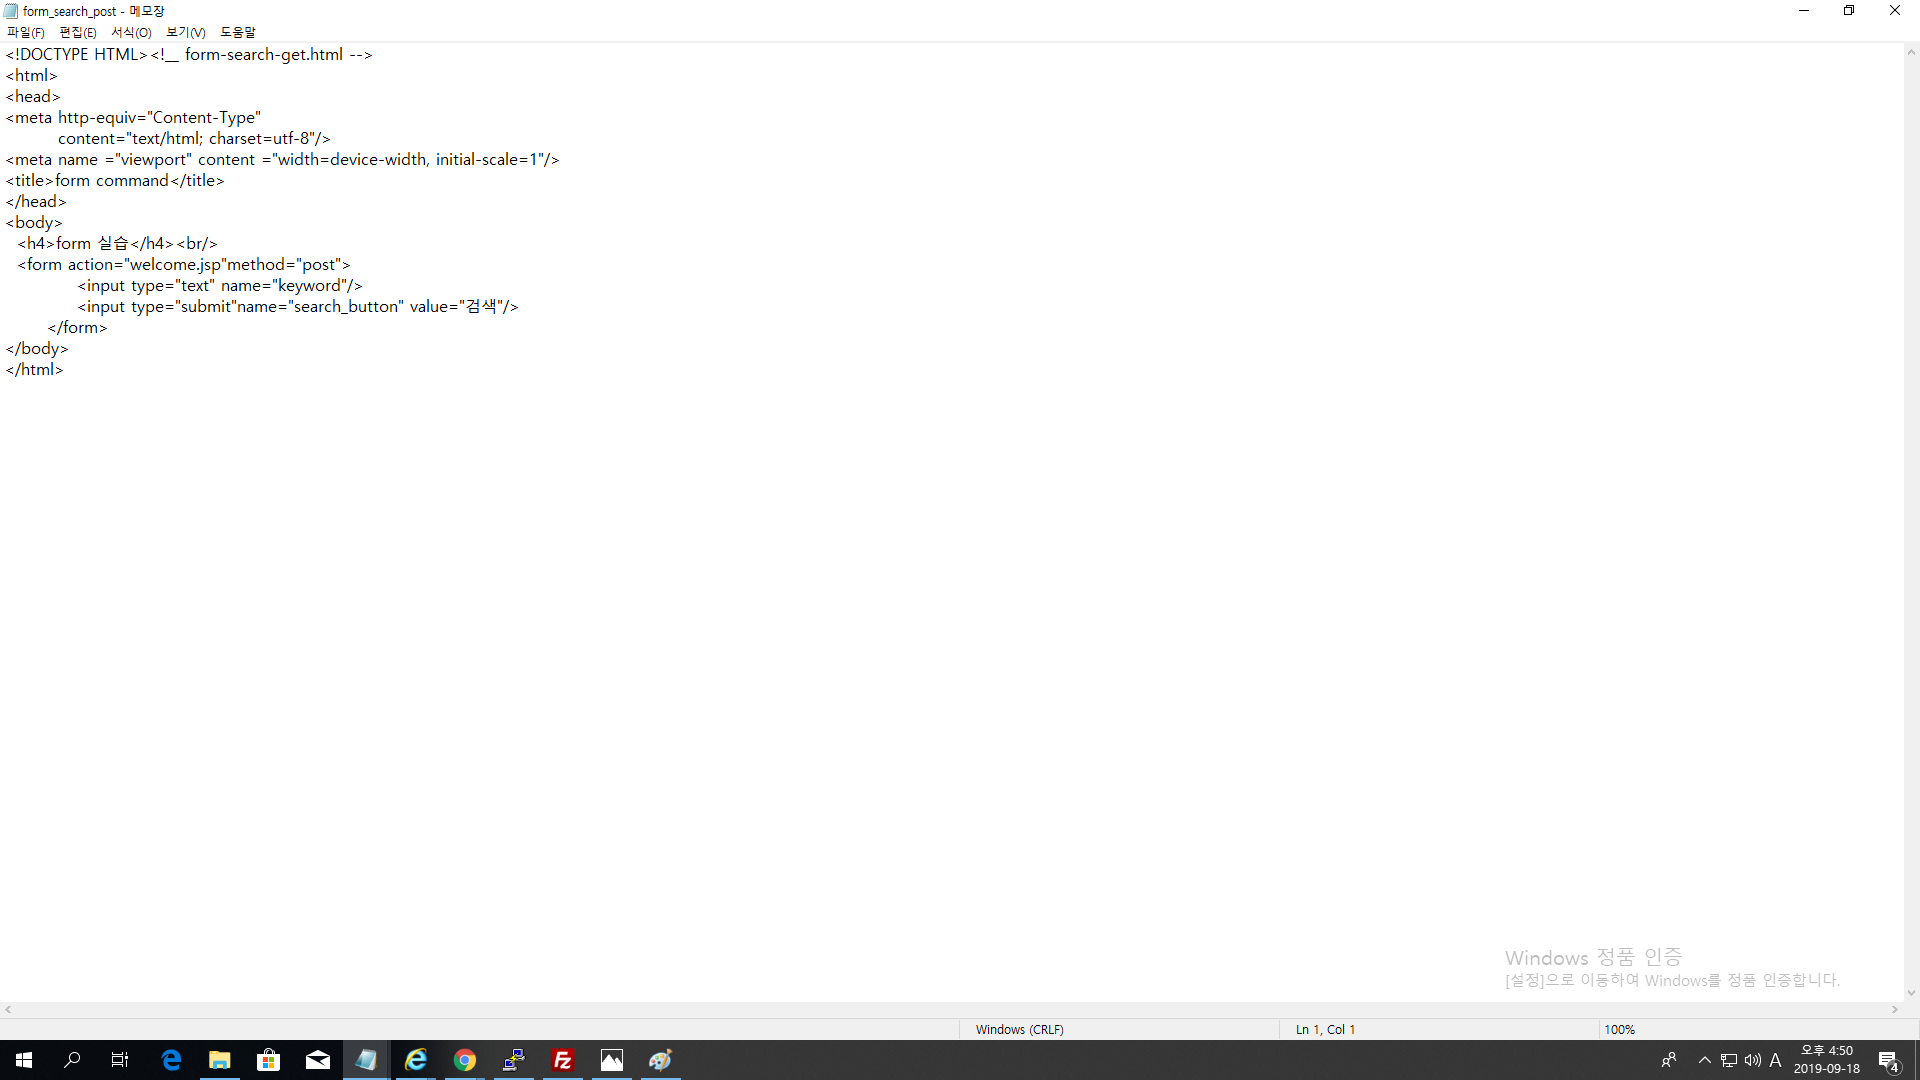 form_search_post - 메모장
파일(F) 편집(E) 서식(O) 보기(V) 도움말
<!DOCTYPE HTML><!__ form-search-get.html -->
<html>
<head>
<meta http-equiv="Content-Type"
content="text/html; charset=utf-8"/>
<meta name ="viewport" content ="width=device-width, initial-scale=1"/>
<title>form command</title>
</head>
<body>
<h4>form 실습</h4><br/>
<form action="welcome.jsp"method="post">
<input type="text" name="keyword"/>
<input type="submit"name="search_button" value="검색"/>
</form>
</body>
</html>
Windows 정품 인증
[설정]으로 이동하여 Windows를 정품 인증합니다.
Windows (CRLF) Ln 1, Col 1 100%
A 오후 4:50
2019-09-18 4